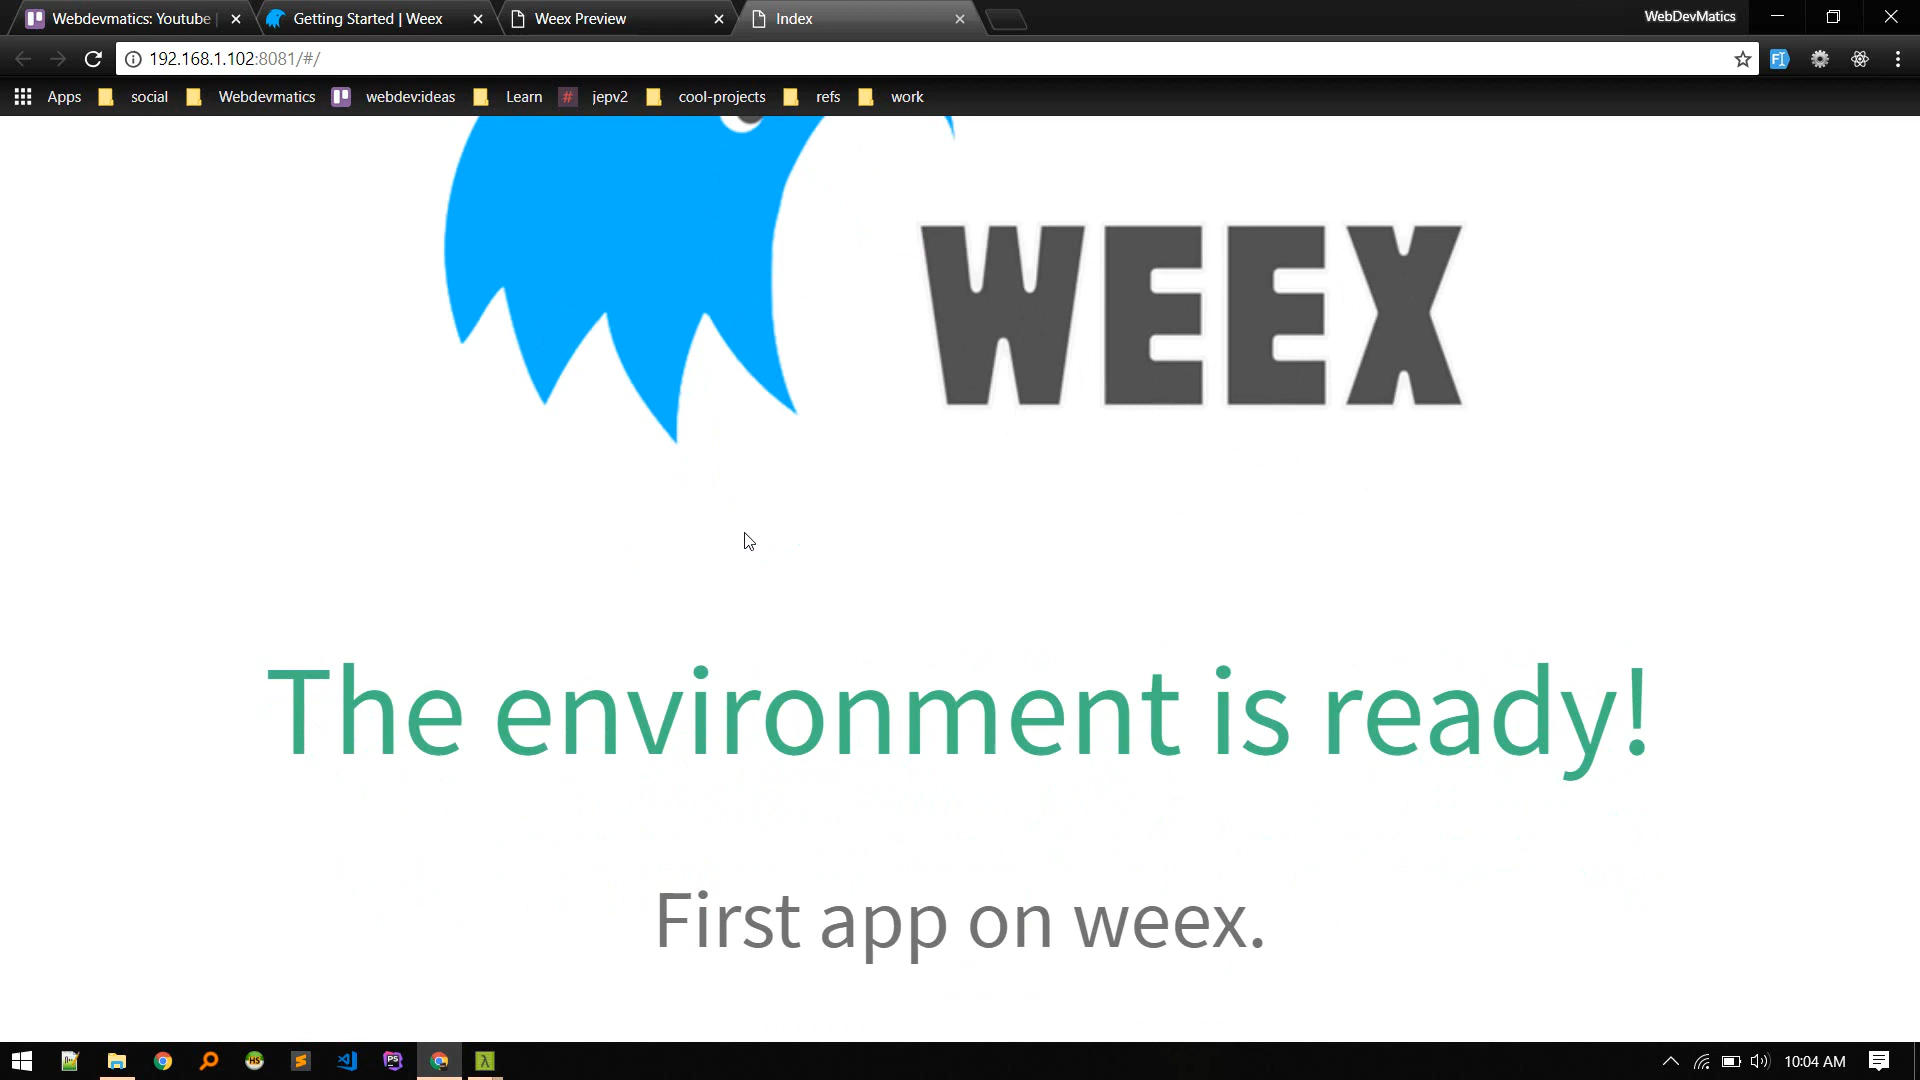 Webdevmatics: Youtube
Getting Started | Weex
Weex Preview
Index
WebDevMatics
192.168.1.102:8081/#/
Apps
social
Webdevmatics
webdev:ideas
Learn
# jepv2
cool-projects
refs
work
WEEX
The environment is ready!
First app on weex.
10:04 AM